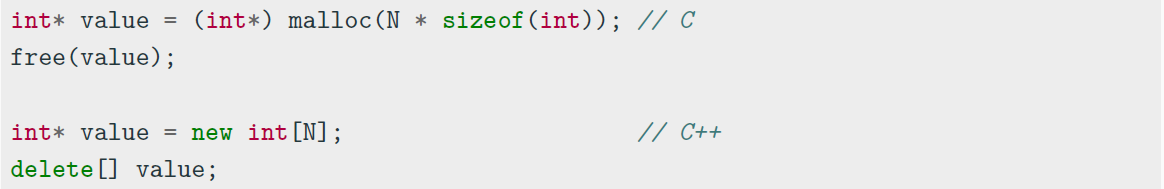 int* value = (int*) malloc(N * sizeof(int)); // C
free(value);
int* value = new int[N]; // C++
delete[] value;